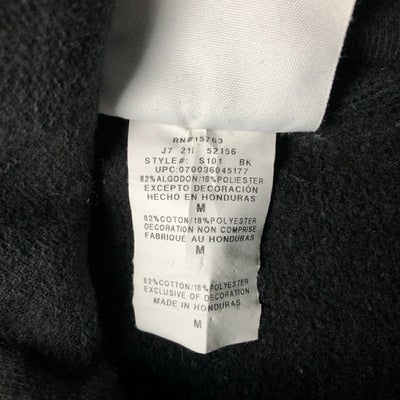 RN#15763
J7 21I 52156
STYLE#: S101 BK
UPC:070036045177
82%ALGODON/18%POLIESTER
EXCEPTO DECORACION
HECHO EN HONDURAS
M
82%COTON/18%POLYESTER
DECORATION NON COMPRISE
FABRIQUE AU HONDURAS
M
82%COTTON/18%POLYESTER
EXCLUSIVE OF DECORATION
MADE IN HONDURAS
M